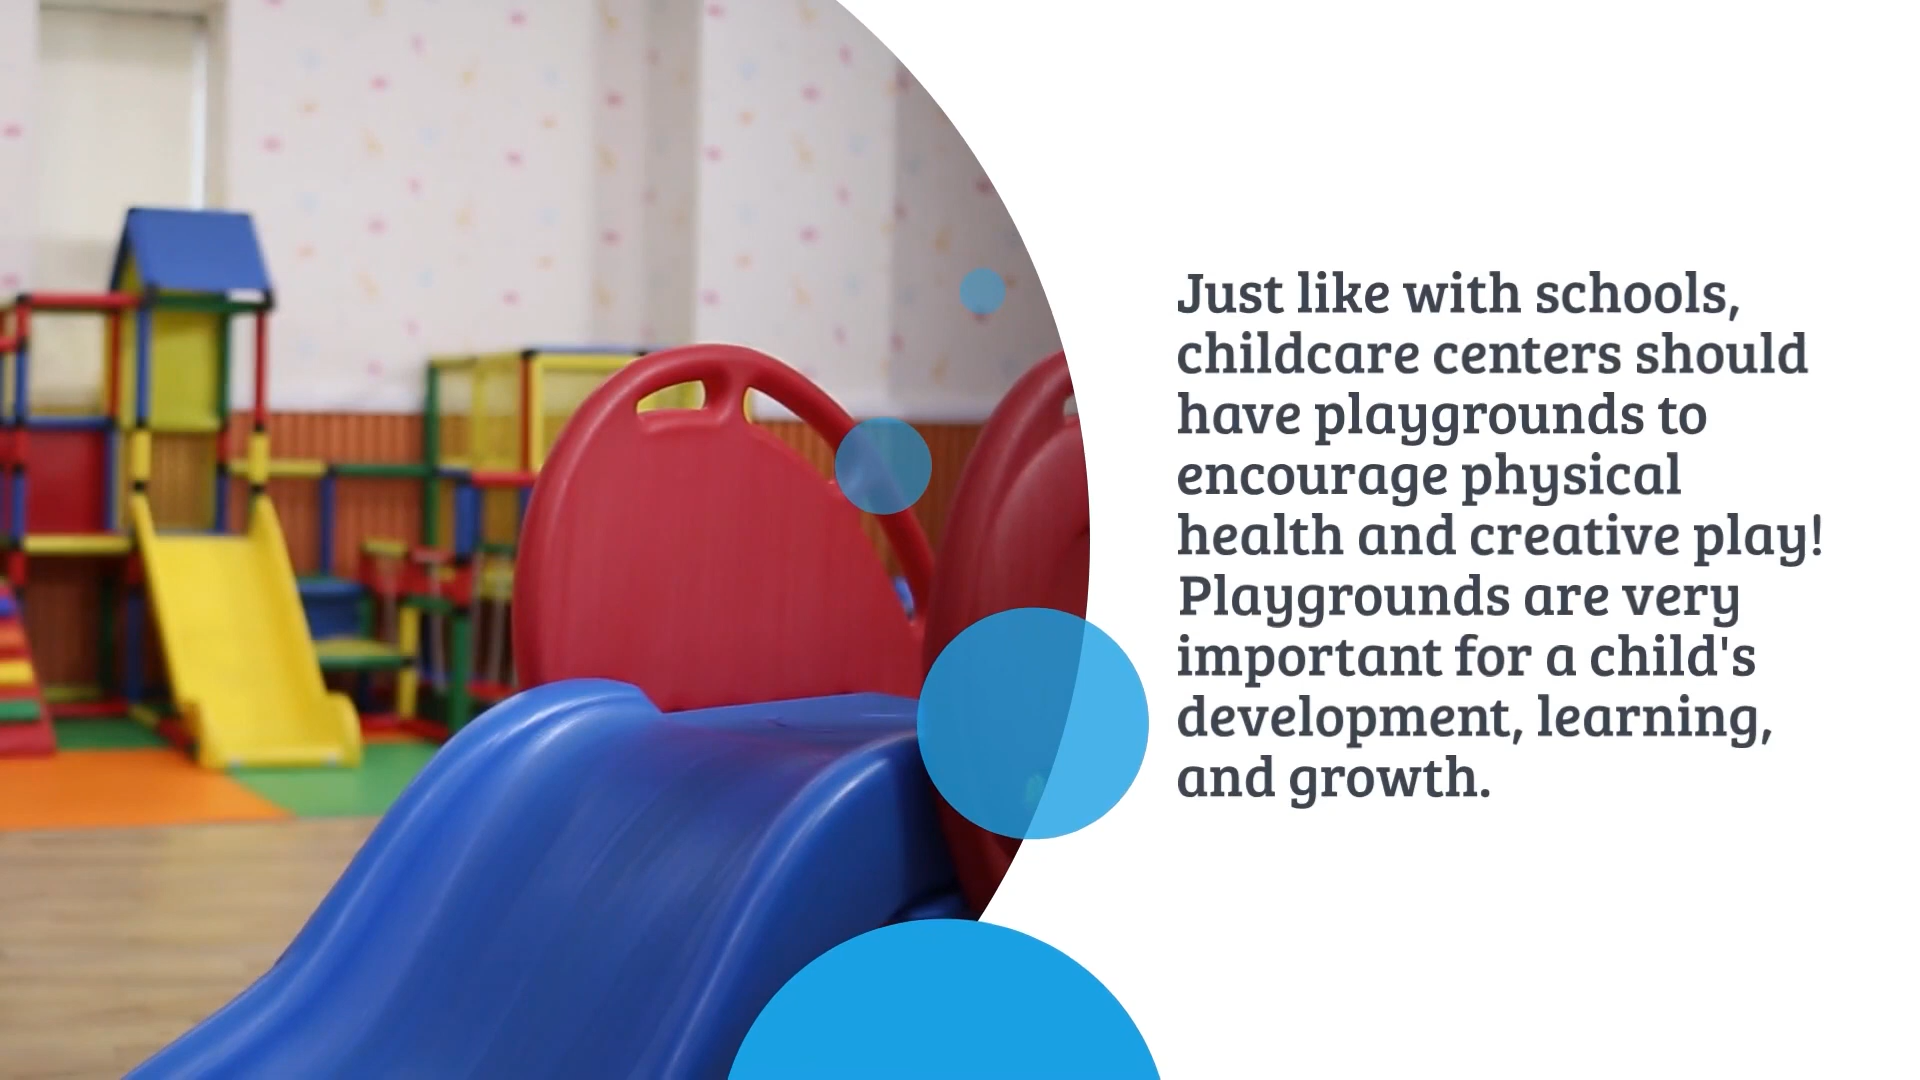 Just like with schools,
childcare centers should
have playgrounds to
encourage physical
health and creative play!
Playgrounds are very
important for a child's
development, learning,
and growth.